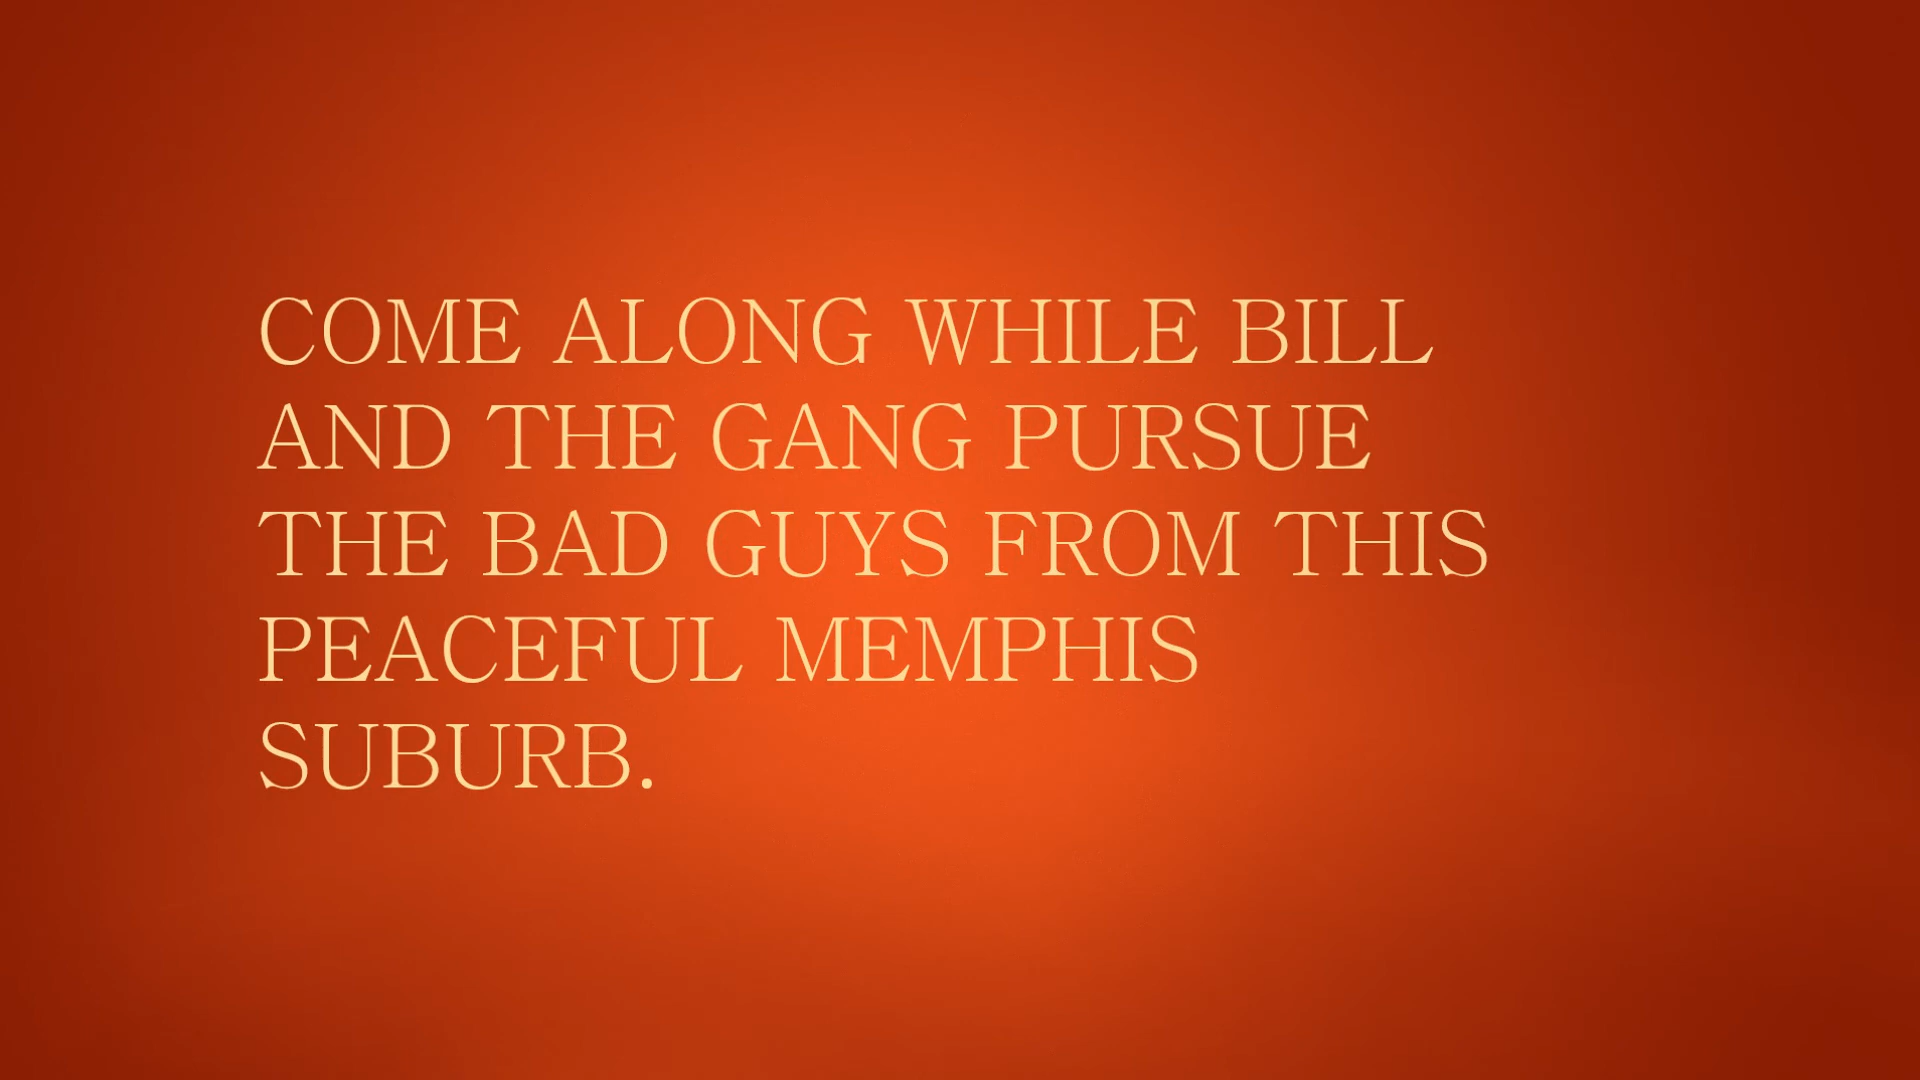 COME ALONG WHILE BILL
AND THE GANG PURSUE
THE BAD GUYS FROM THIS
PEACEFUL MEMPHIS
SUBURB.